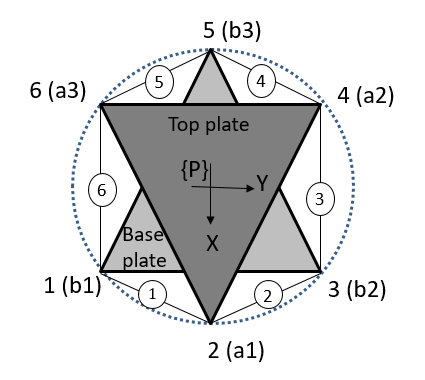 5 (b3)
5
4
6 (a3)
4 (a2)
Top plate
{P}
Y
6
3
X
Base
plate
1 (b1)
3 (b2)
1
2
2 (a1)